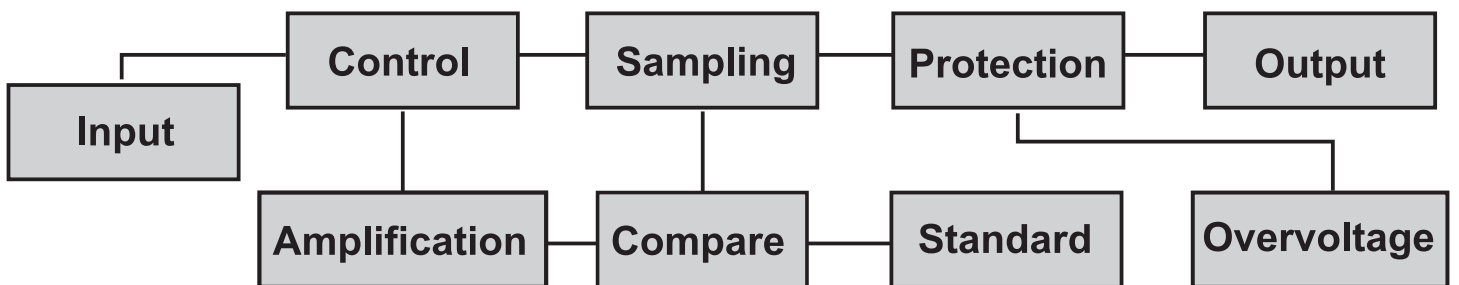 Control
Sampling
Protection
Output
Input
Amplification
Compare
Standard
Overvoltage